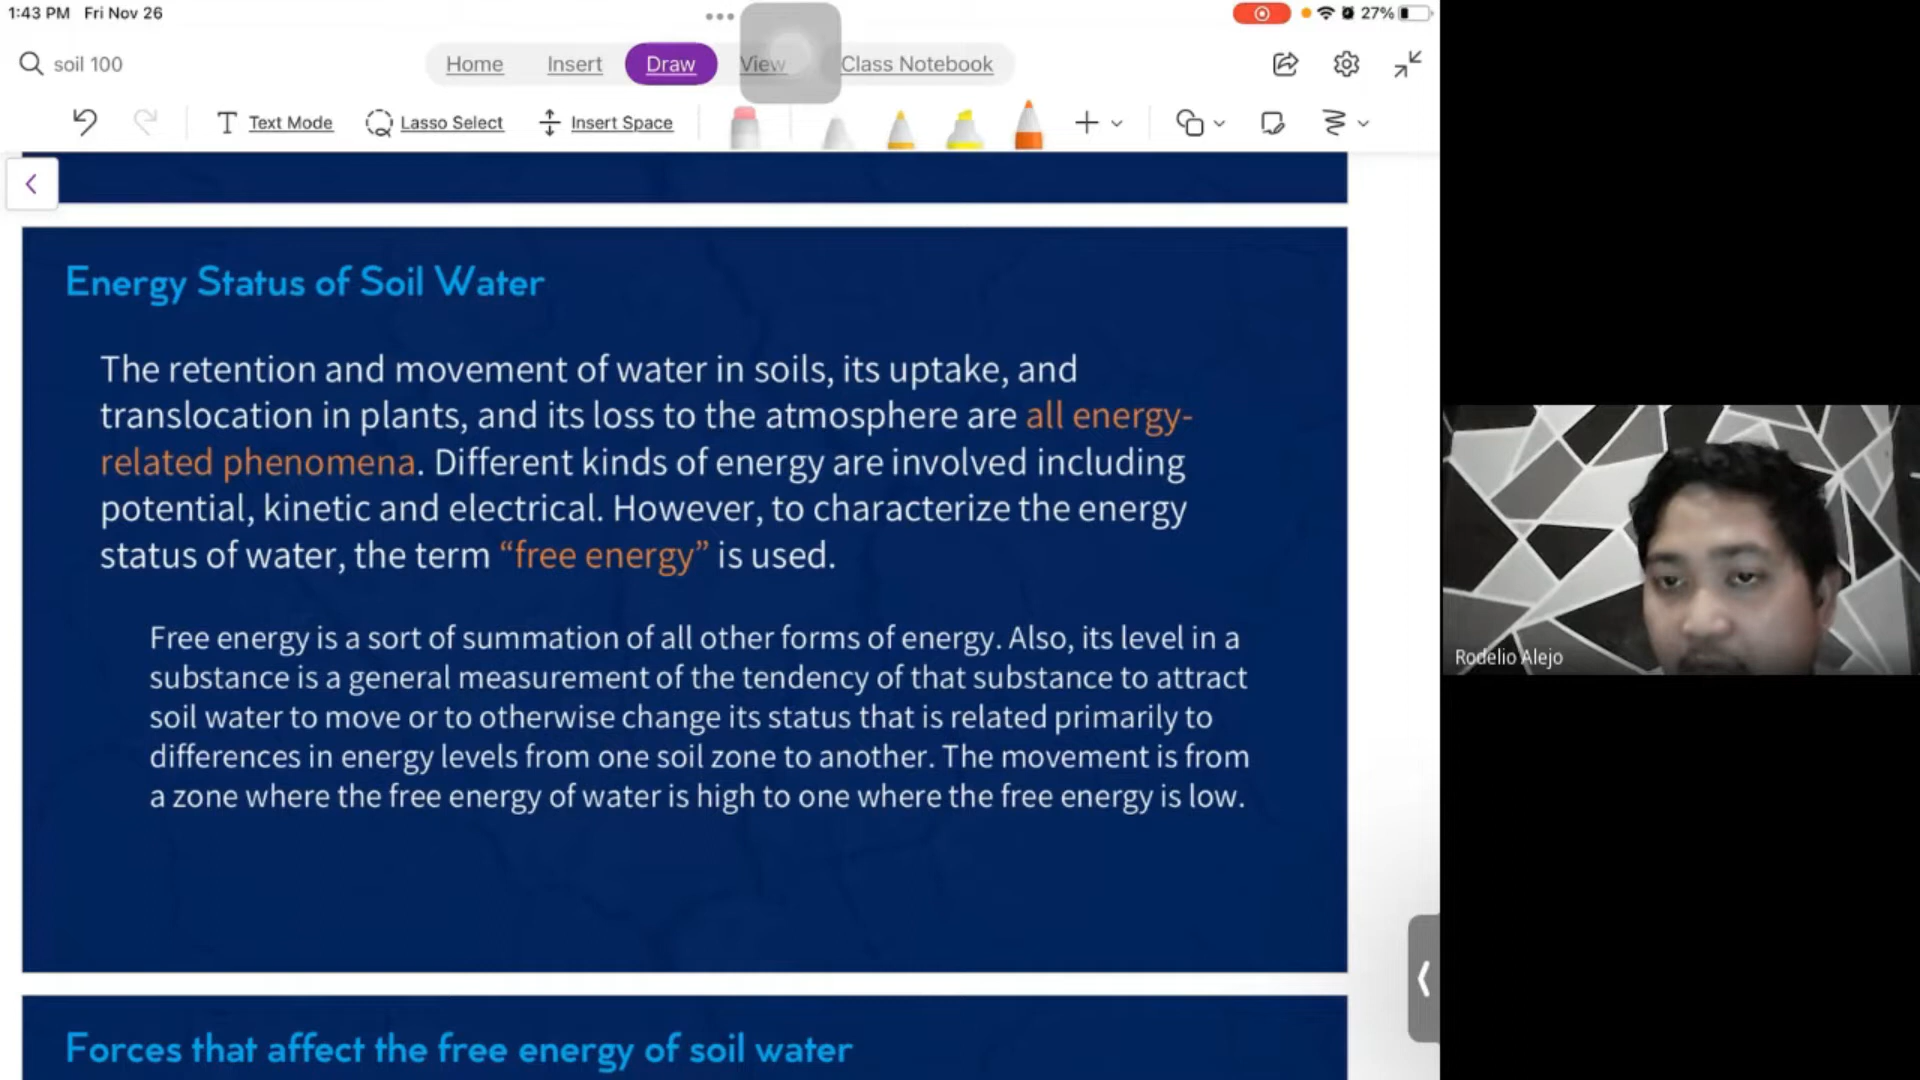 1:43 PM Fri Nov 26
27%
soil 100
Home Insert Draw View Class Notebook
Text Mode Lasso Select Insert Space
Energy Status of Soil Water
The retention and movement of water in soils, its uptake, and
translocation in plants, and its loss to the atmosphere are all energy-
related phenomena. Different kinds of energy are involved including
potential, kinetic and electrical. However, to characterize the energy
status of water, the term “free energy” is used.
Free energy is a sort of summation of all other forms of energy. Also, its level in a
substance is a general measurement of the tendency of that substance to attract
soil water to move or to otherwise change its status that is related primarily to
differences in energy levels from one soil zone to another. The movement is from
a zone where the free energy of water is high to one where the free energy is low.
Rodelio Alejo
Forces that affect the free energy of soil water